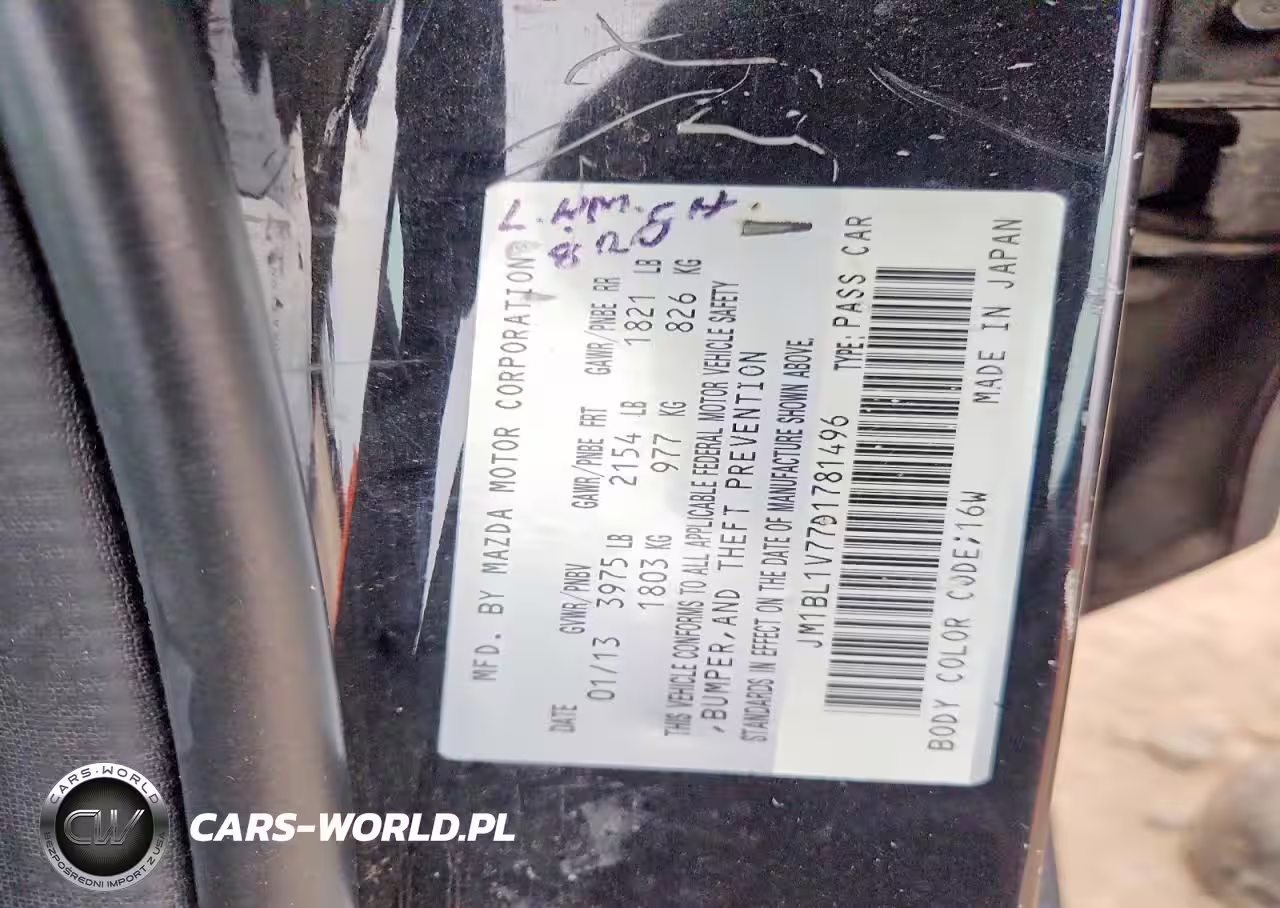 MFD. BY MAZDA MOTOR CORPORATION
DATE GVWR/PNBV GAWR/PNBE FRT GAWR/PNBE RR
01/13 3975 LB 2154 LB 1821 LB
1803 KG 977 KG 826 KG
THIS VEHICLE CONFORMS TO ALL APPLICABLE FEDERAL MOTOR VEHICLE SAFETY
,BUMPER, AND THEFT PREVENTION
STANDARDS IN EFFECT ON THE DATE OF MANUFACTURE SHOWN ABOVE.
JM1BL1V77D1781496 TYPE:PASS CAR
BODY COLOR CODE:16W MADE IN JAPAN
CARS-WORLD
CW
BEZPOŚREDNI IMPORT Z USA
CARS-WORLD.PL